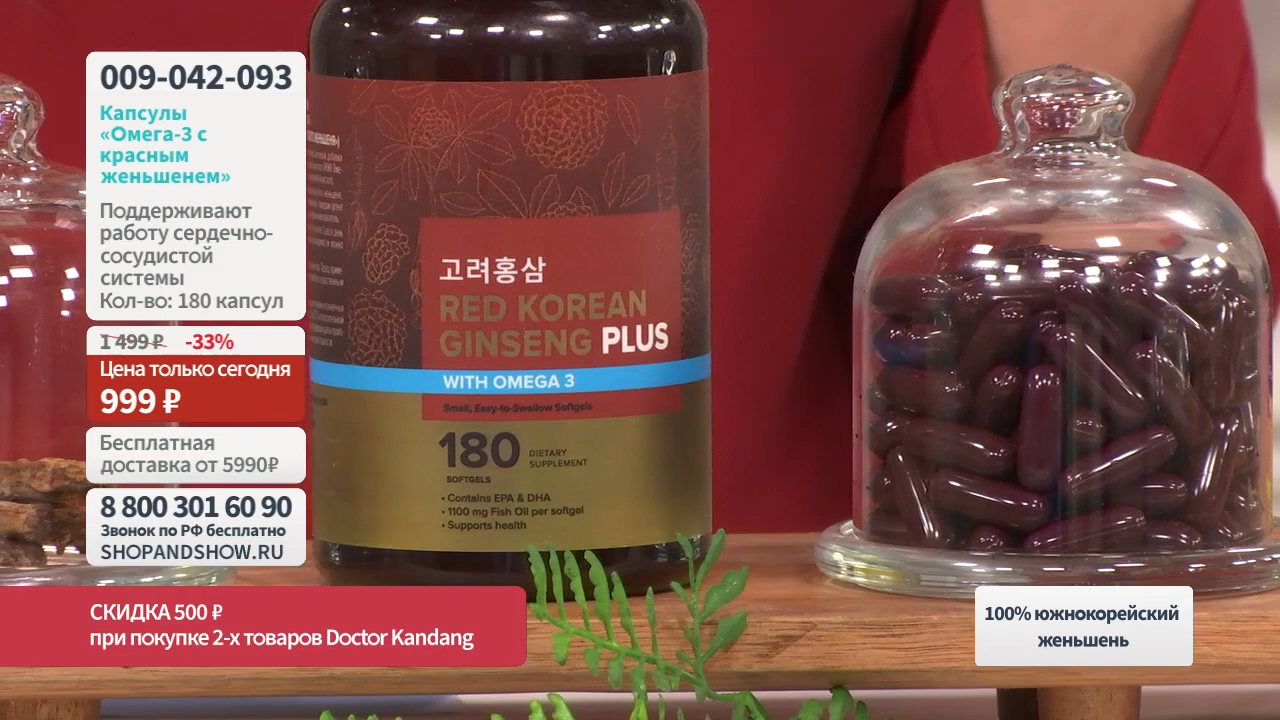 009-042-093
Капсулы
«Омега-3 с
красным
женьшенем»
Поддерживают
работу сердечно-
сосудистой
системы
Кол-во: 180 капсул
1 499 ₽ -33%
Цена только сегодня
999 ₽
Бесплатная
доставка от 5990₽
8 800 301 60 90
Звонок по РФ бесплатно
SHOPANDSHOW.RU
СКИДКА 500 ₽
при покупке 2-х товаров Doctor Kandang
고려홍삼
RED KOREAN
GINSENG PLUS
WITH OMEGA 3
Small, Easy-to-Swallow Softgels
180 DIETARY
SUPPLEMENT
SOFTGELS
• Contains EPA & DHA
• 1100 mg Fish Oil per softgel
• Supports health
100% южнокорейский
женьшень